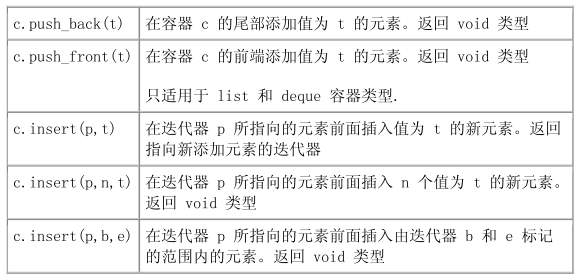 c.push_back(t) 在容器 c 的尾部添加值为 t 的元素。返回 void 类型
c.push_front(t) 在容器 c 的前端添加值为 t 的元素。返回 void 类型
只适用于 list 和 deque 容器类型.
c.insert(p,t) 在迭代器 p 所指向的元素前面插入值为 t 的新元素。返回
指向新添加元素的迭代器
c.insert(p,n,t) 在迭代器 p 所指向的元素前面插入 n 个值为 t 的新元素。
返回 void 类型
c.insert(p,b,e) 在迭代器 p 所指向的元素前面插入由迭代器 b 和 e 标记
的范围内的元素。返回 void 类型